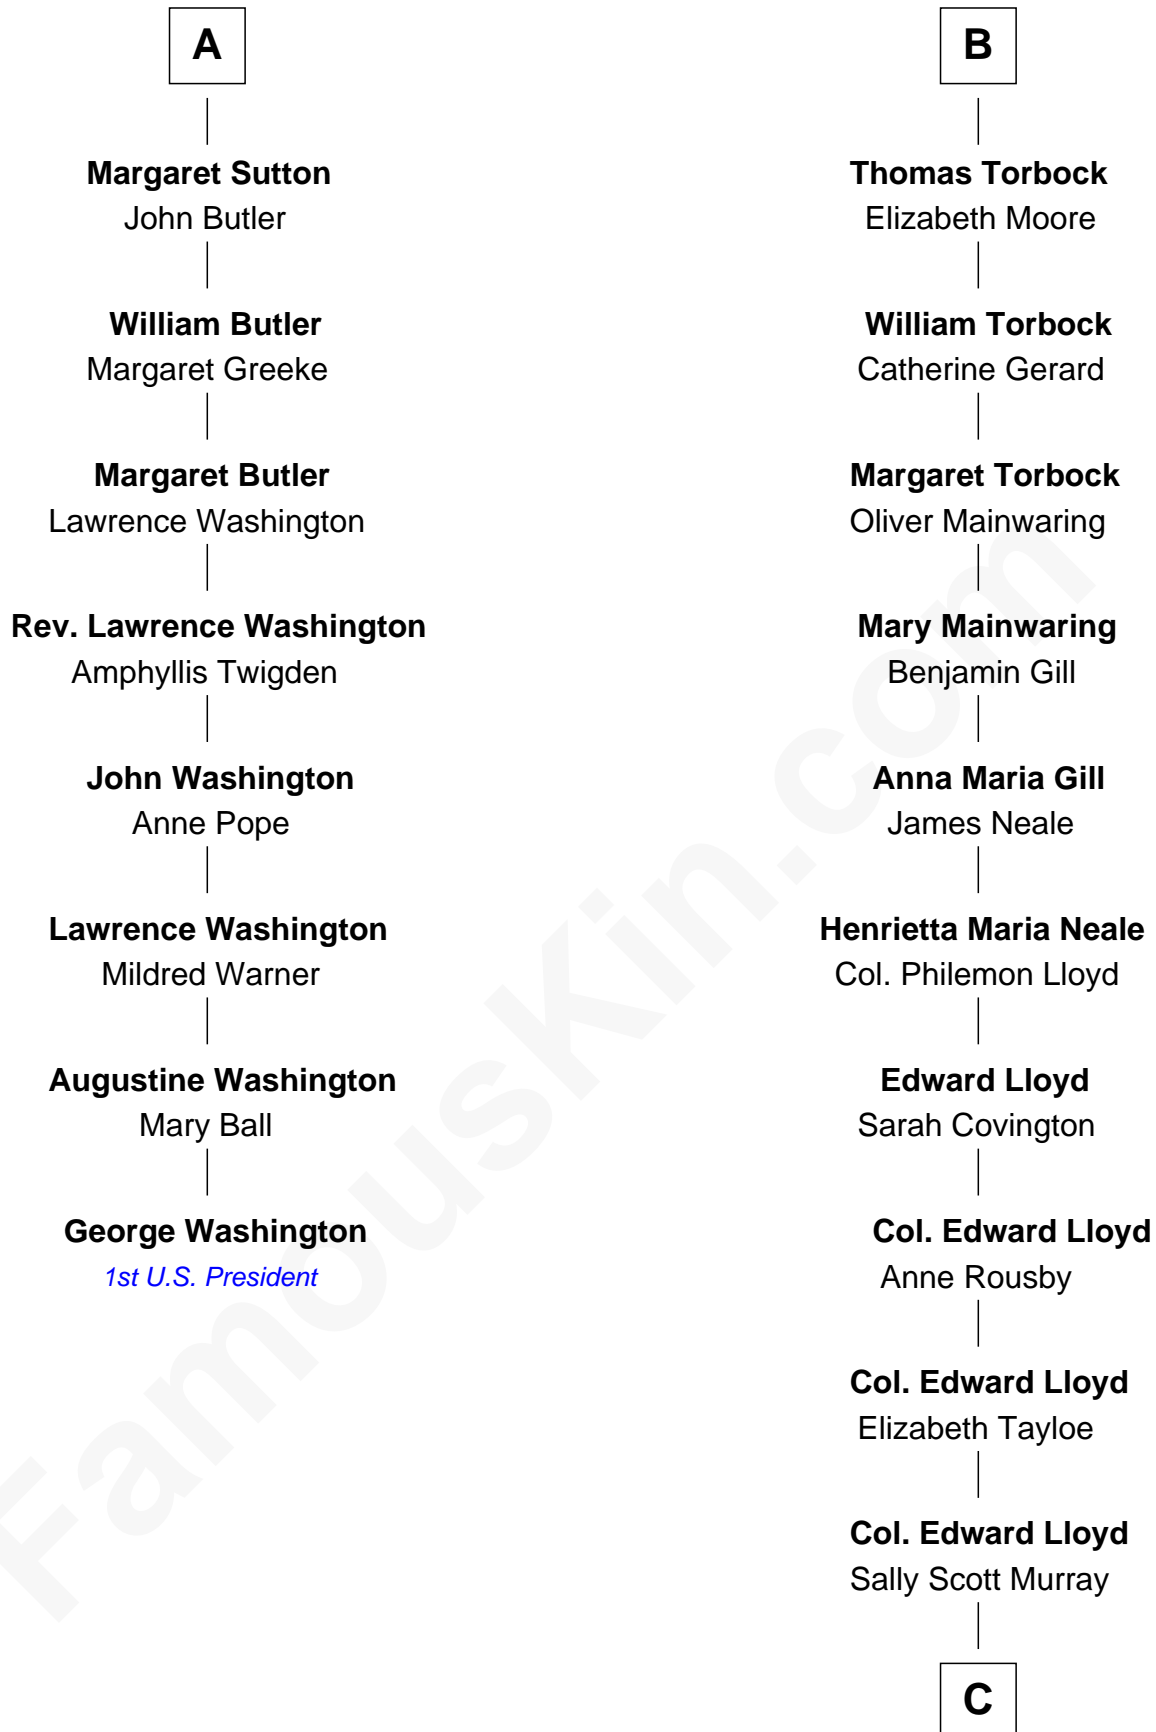 A
Margaret Sutton
John Butler
William Butler
Margaret Greeke
Margaret Butler
Lawrence Washington
Rev. Lawrence Washington
Amphyllis Twigden
John Washington
Anne Pope
Lawrence Washington
Mildred Warner
Augustine Washington
Mary Ball
George Washington
1st U.S. President
B
Thomas Torbock
Elizabeth Moore
William Torbock
Catherine Gerard
Margaret Torbock
Oliver Mainwaring
Mary Mainwaring
Benjamin Gill
Anna Maria Gill
James Neale
Henrietta Maria Neale
Col. Philemon Lloyd
Edward Lloyd
Sarah Covington
Col. Edward Lloyd
Anne Rousby
Col. Edward Lloyd
Elizabeth Tayloe
Col. Edward Lloyd
Sally Scott Murray
C
FamousKin.com